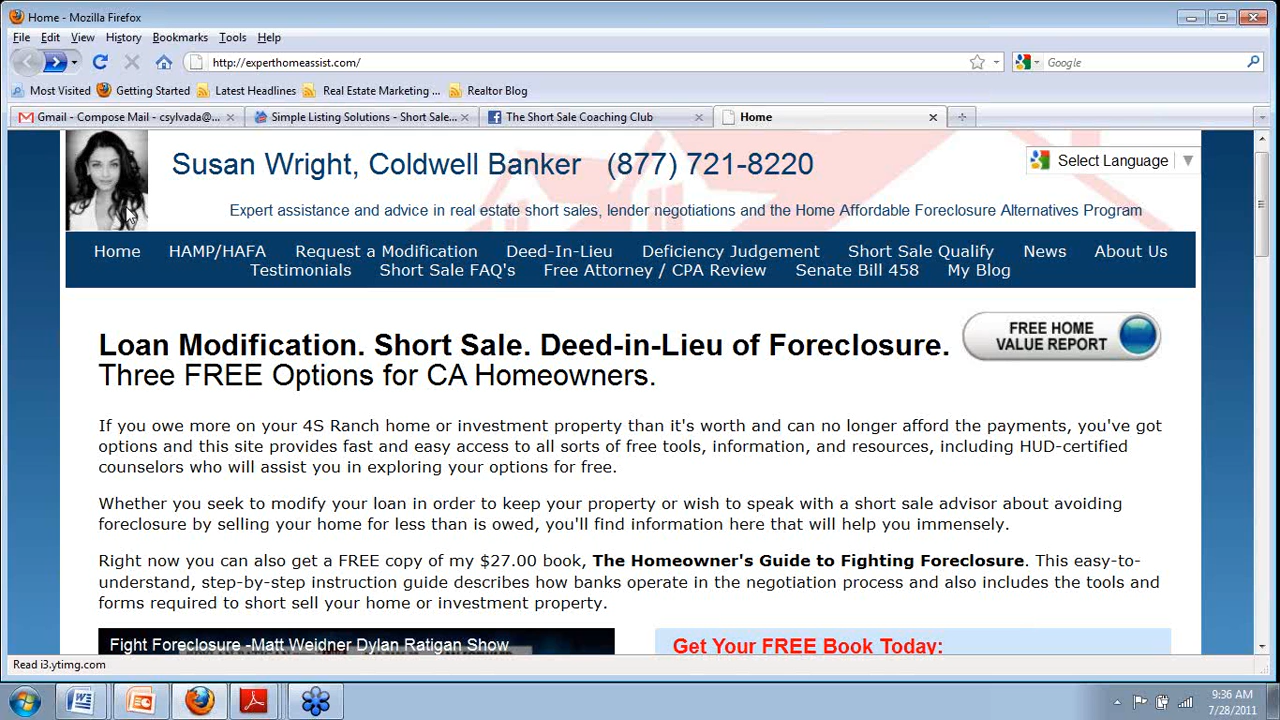 Home - Mozilla Firefox
File Edit View History Bookmarks Tools Help
http://experthomeassist.com/
Google
Most Visited Getting Started Latest Headlines Real Estate Marketing ... Realtor Blog
Gmail - Compose Mail - csylvada@... Simple Listing Solutions - Short Sale... The Short Sale Coaching Club Home
Susan Wright, Coldwell Banker (877) 721-8220
Select Language
Expert assistance and advice in real estate short sales, lender negotiations and the Home Affordable Foreclosure Alternatives Program
Home HAMP/HAFA Request a Modification Deed-In-Lieu Deficiency Judgement Short Sale Qualify News About Us
Testimonials Short Sale FAQ's Free Attorney / CPA Review Senate Bill 458 My Blog
FREE HOME
VALUE REPORT
Loan Modification. Short Sale. Deed-in-Lieu of Foreclosure.
Three FREE Options for CA Homeowners.
If you owe more on your 4S Ranch home or investment property than it's worth and can no longer afford the payments, you've got
options and this site provides fast and easy access to all sorts of free tools, information, and resources, including HUD-certified
counselors who will assist you in exploring your options for free.
Whether you seek to modify your loan in order to keep your property or wish to speak with a short sale advisor about avoiding
foreclosure by selling your home for less than is owed, you'll find information here that will help you immensely.
Right now you can also get a FREE copy of my $27.00 book, The Homeowner's Guide to Fighting Foreclosure. This easy-to-
understand, step-by-step instruction guide describes how banks operate in the negotiation process and also includes the tools and
forms required to short sell your home or investment property.
Fight Foreclosure -Matt Weidner Dylan Ratigan Show
Get Your FREE Book Today:
Read i3.ytimg.com
9:36 AM
7/28/2011